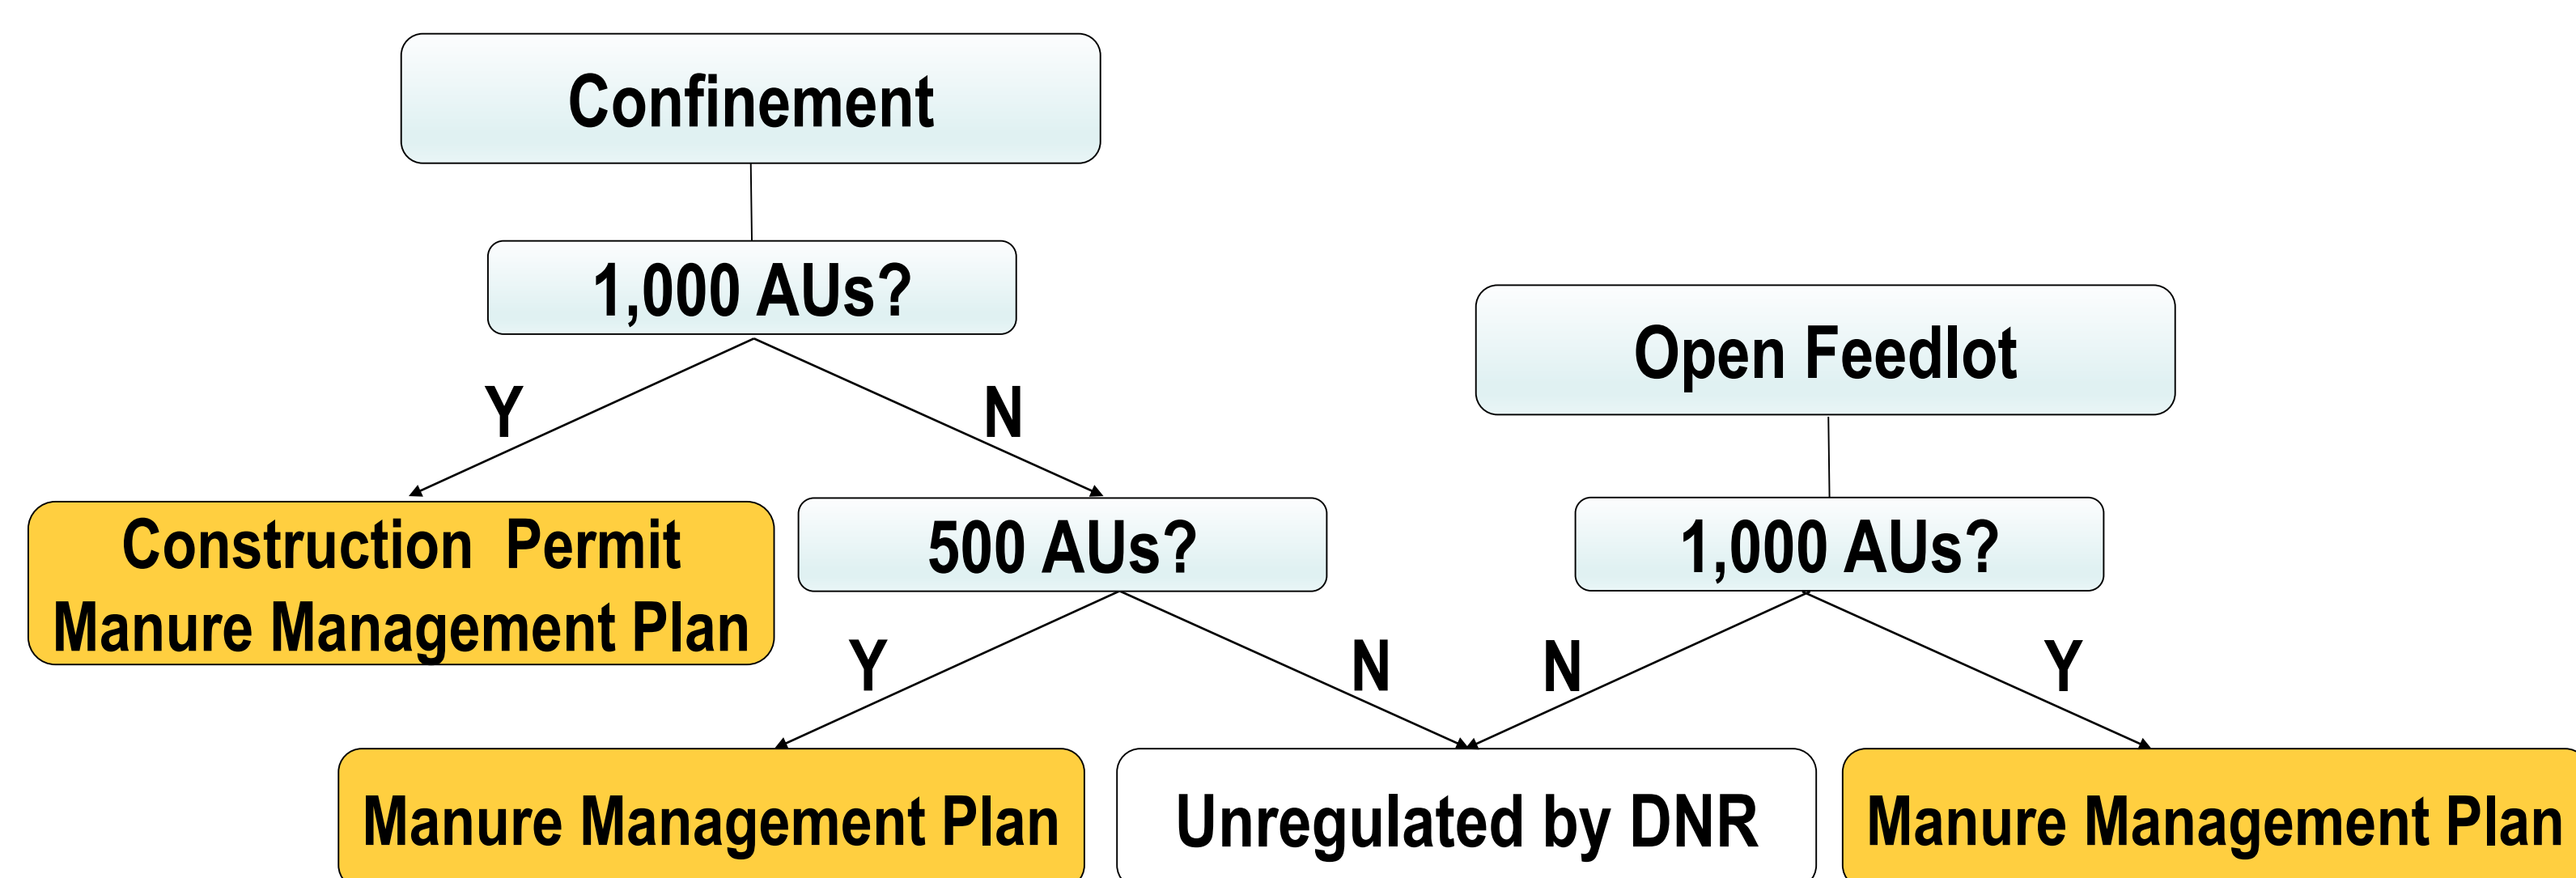 Confinement
1,000 AUs?
Open Feedlot
Y
N
Construction Permit
Manure Management Plan
500 AUs?
1,000 AUs?
Y
N
N
Y
Manure Management Plan
Unregulated by DNR
Manure Management Plan